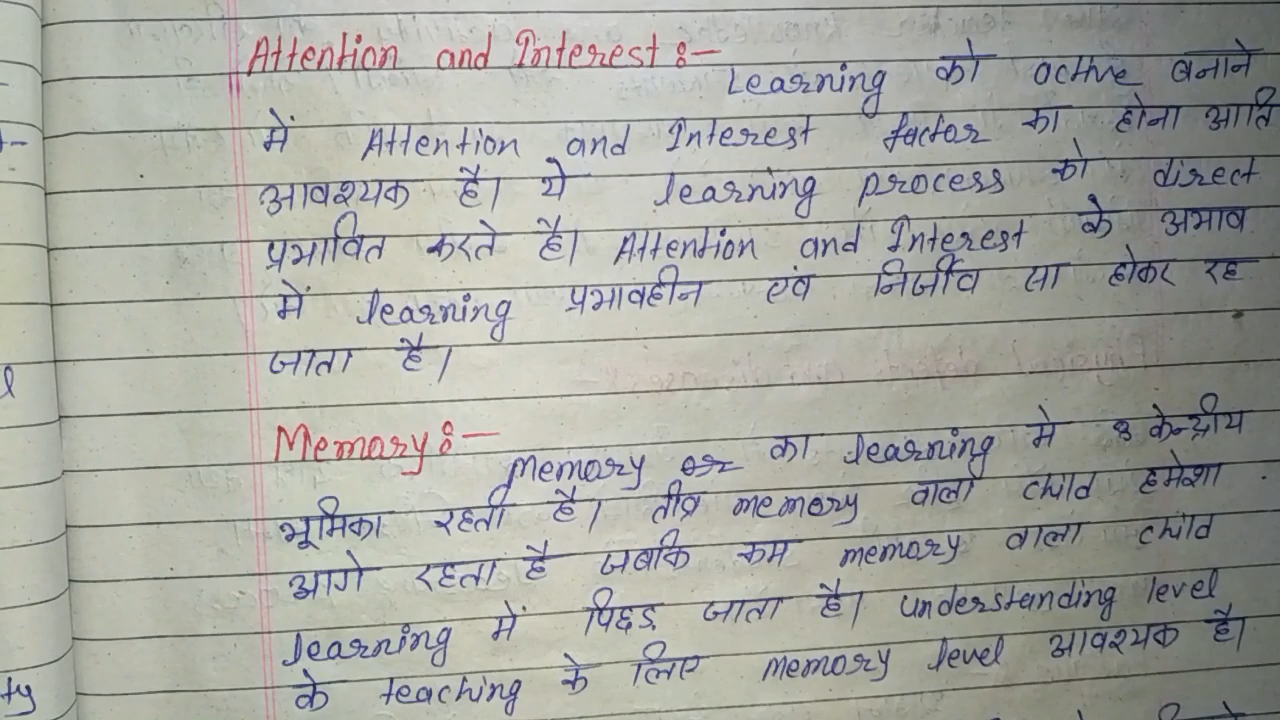 Attention and Interest :-
Learning को active बनाने
में Attention and Interest factor का होना अति
आवश्यक है। ये learning process को direct
प्रभावित करते है। Attention and Interest के अभाव
में learning प्रभावहीन एवं निर्जीव सा होकर रह
जाता है।
Memory :-
Memory का learning मे केन्द्रीय
भूमिका रहती है। तीव्र memory वाला child हमेशा
आगे रहता है जबकि कम memory वाला child
learning में पिछड़ जाता है। understanding level
के teaching के लिए memory level आवश्यक है।